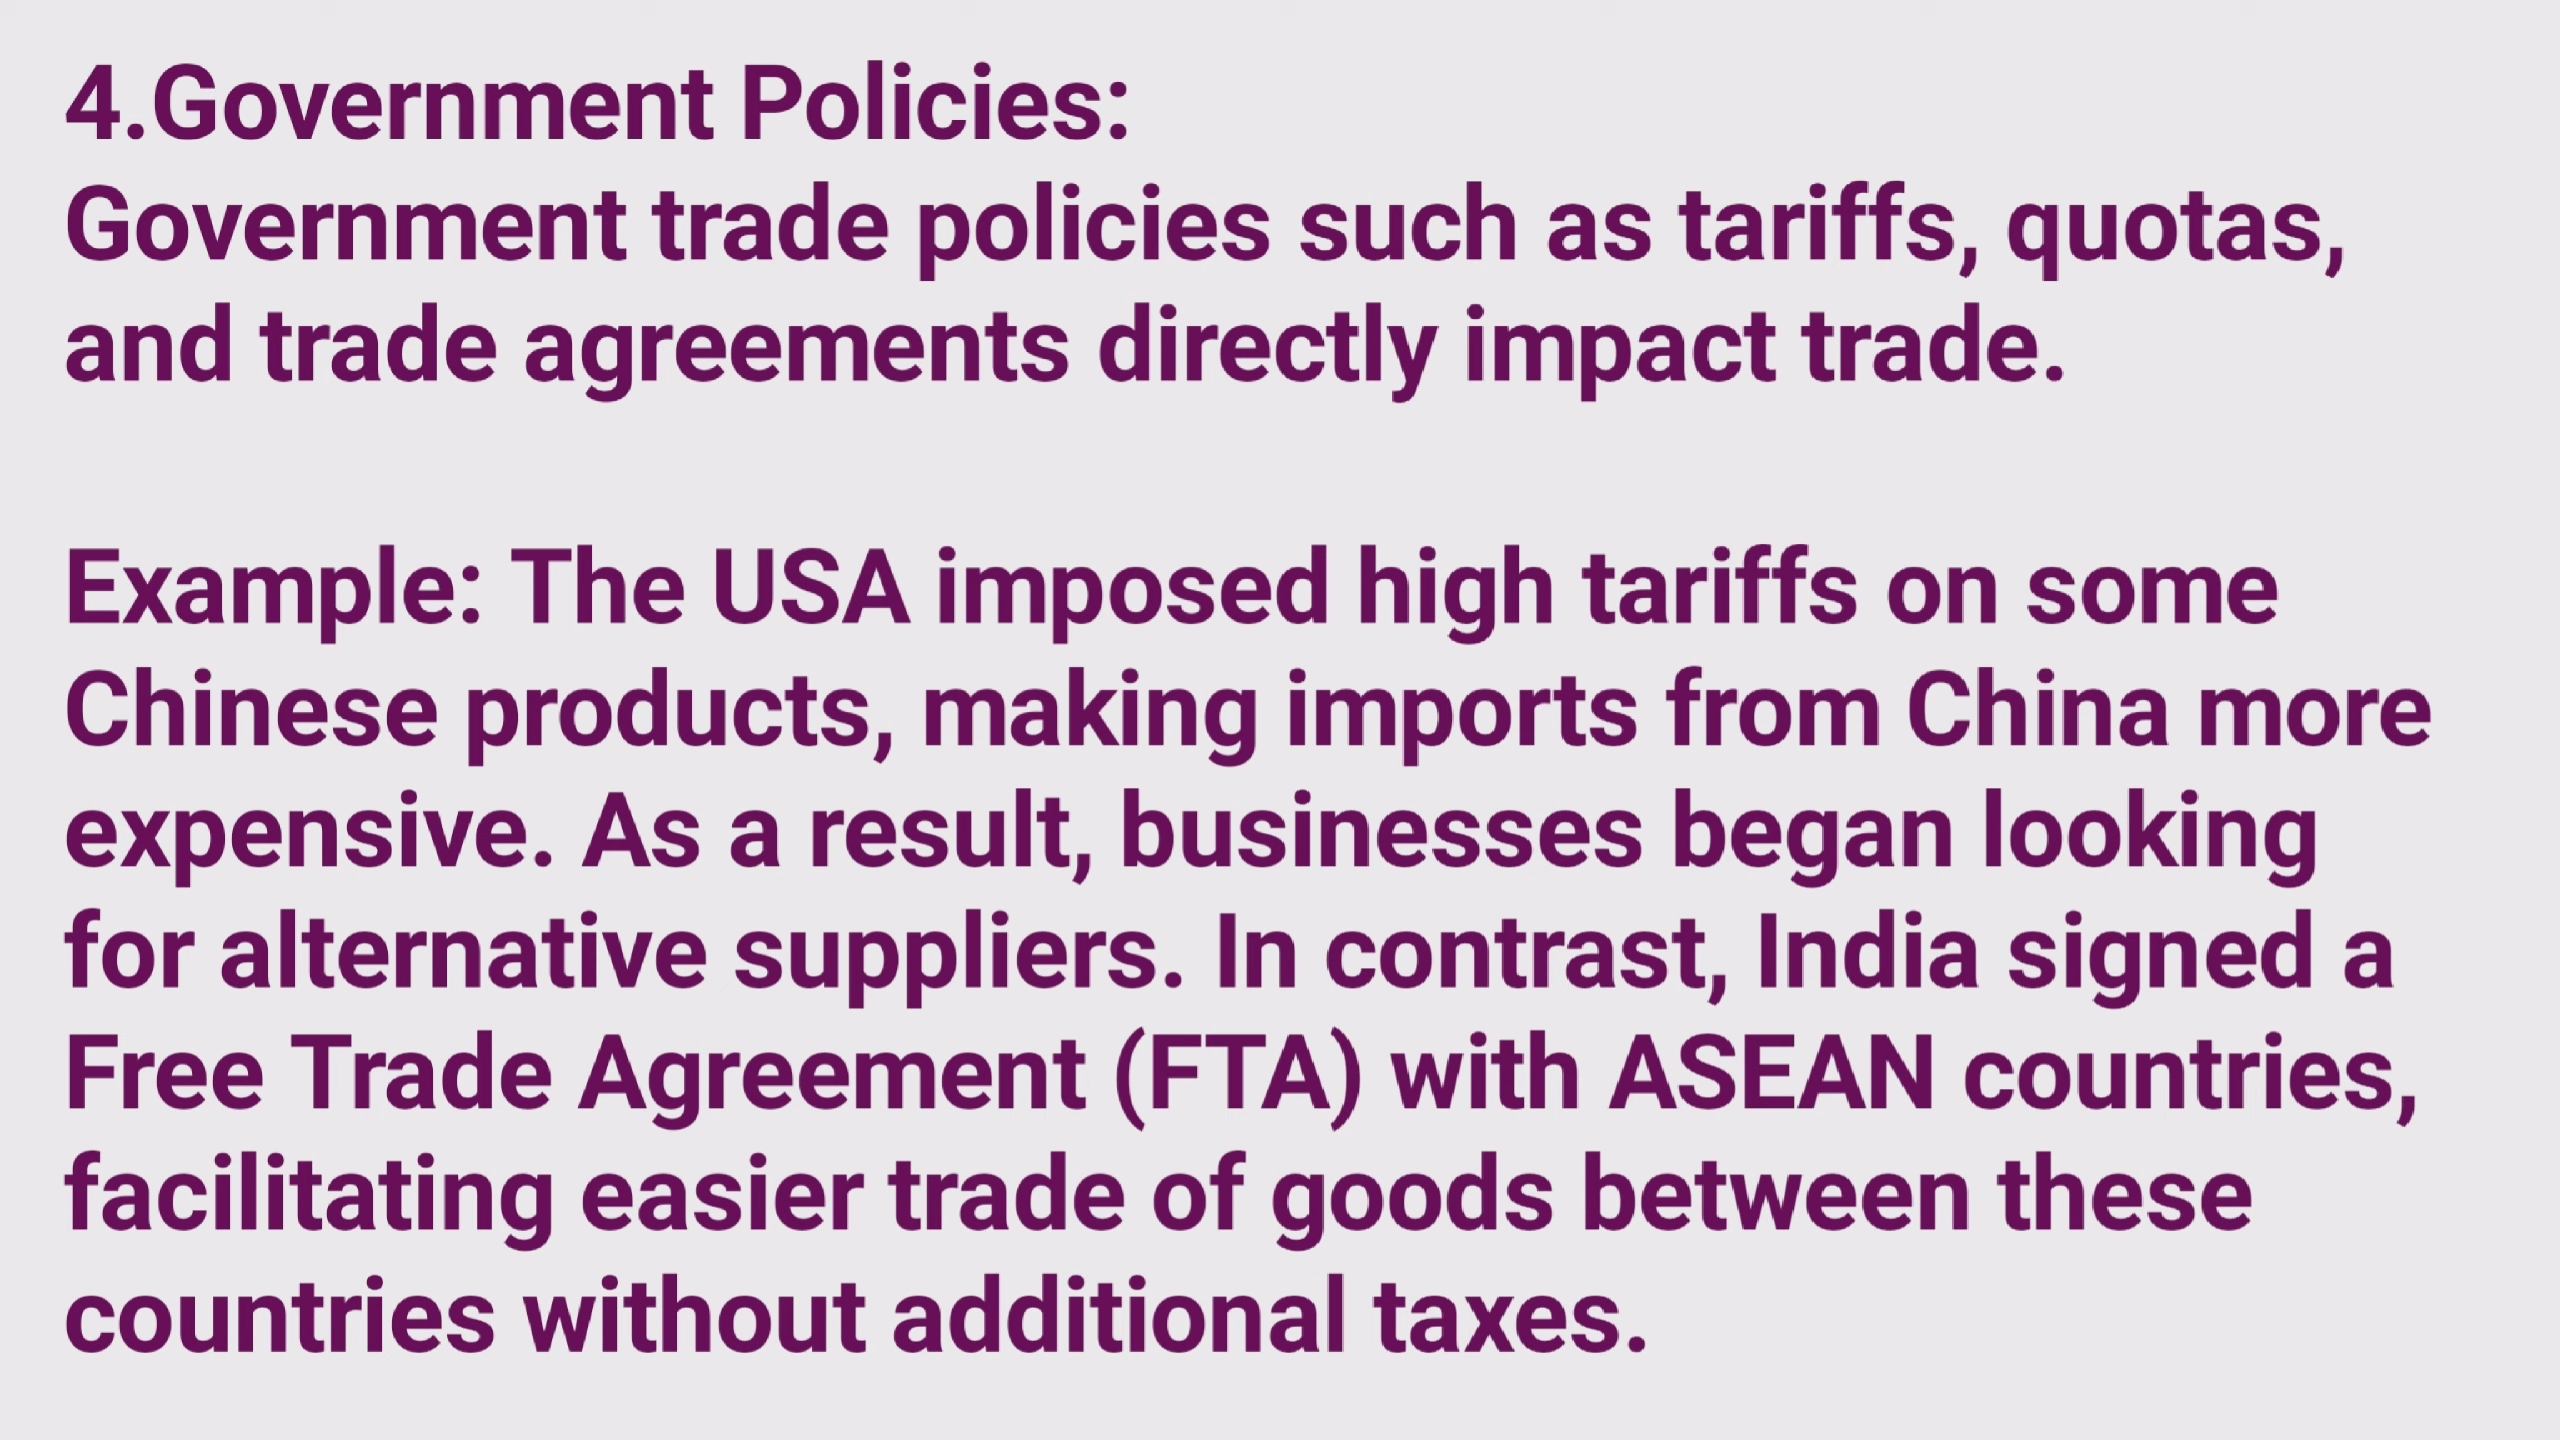 4.Government Policies:
Government trade policies such as tariffs, quotas,
and trade agreements directly impact trade.
Example: The USA imposed high tariffs on some
Chinese products, making imports from China more
expensive. As a result, businesses began looking
for alternative suppliers. In contrast, India signed a
Free Trade Agreement (FTA) with ASEAN countries,
facilitating easier trade of goods between these
countries without additional taxes.